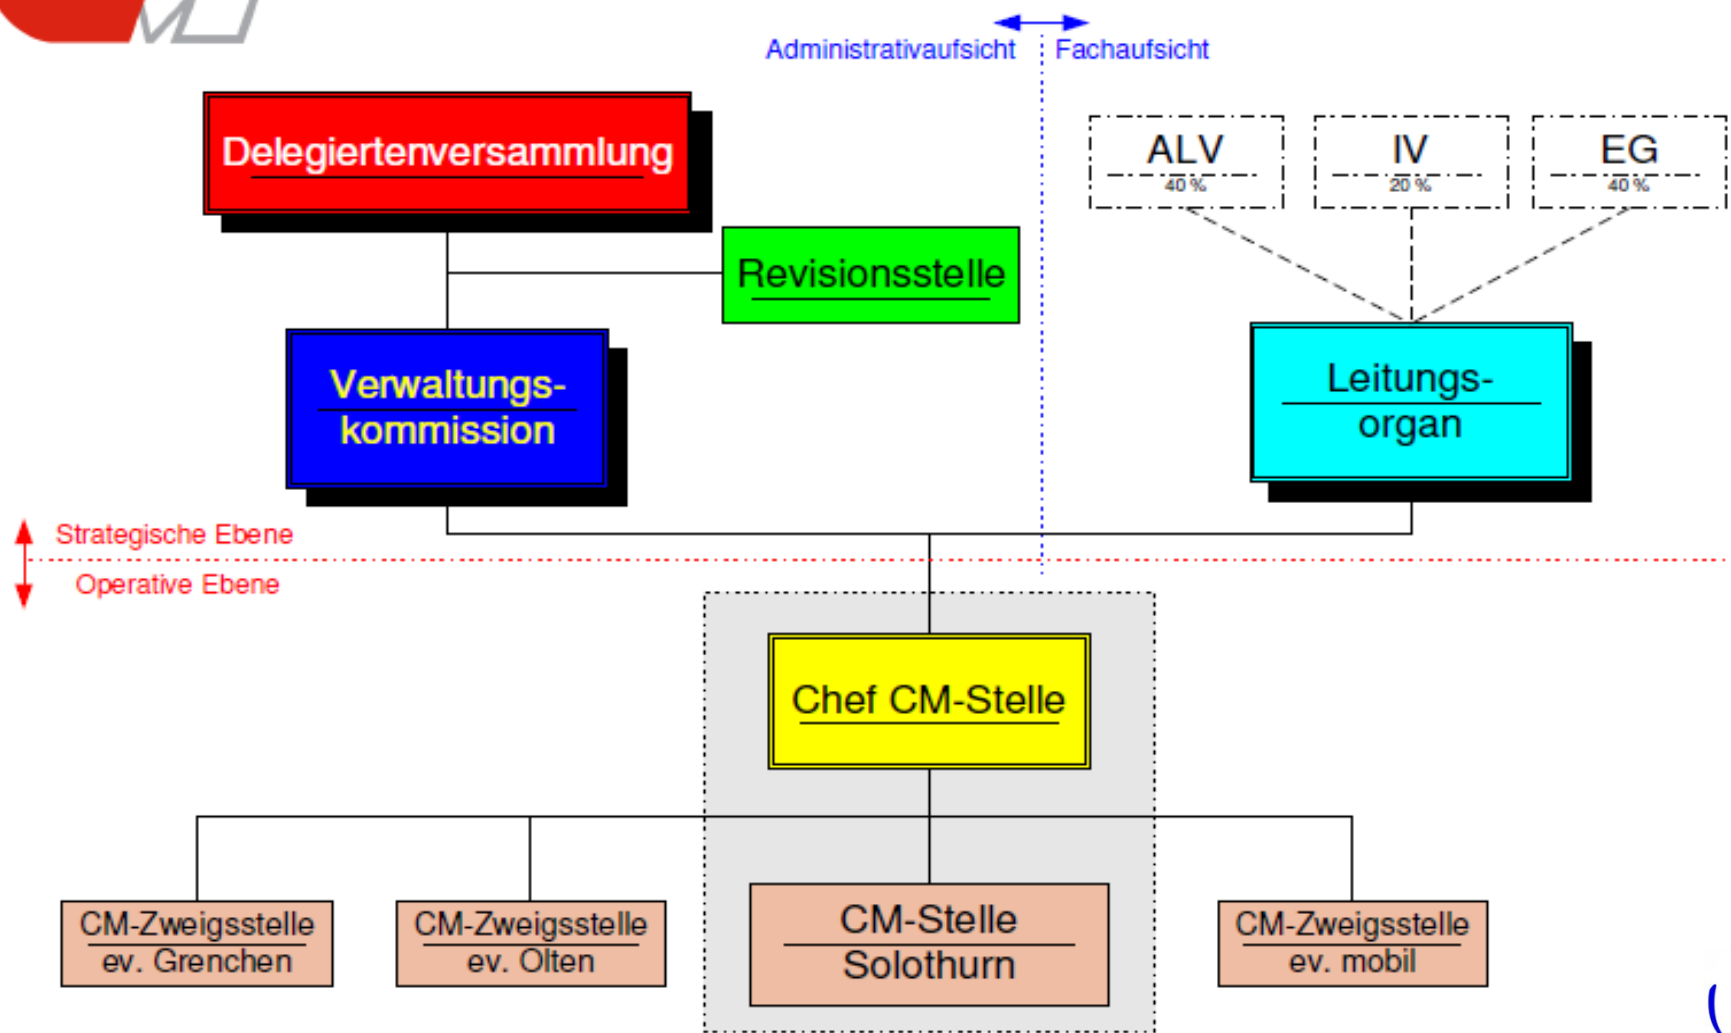 Administrativaufsicht
Fachaufsicht
Delegiertenversammlung
ALV
40 %
IV
20 %
EG
40 %
Revisionsstelle
Verwaltungs-
kommission
Leitungs-
organ
Strategische Ebene
Operative Ebene
Chef CM-Stelle
CM-Zweigsstelle
ev. Grenchen
CM-Zweigsstelle
ev. Olten
CM-Stelle
Solothurn
CM-Zweigsstelle
ev. mobil